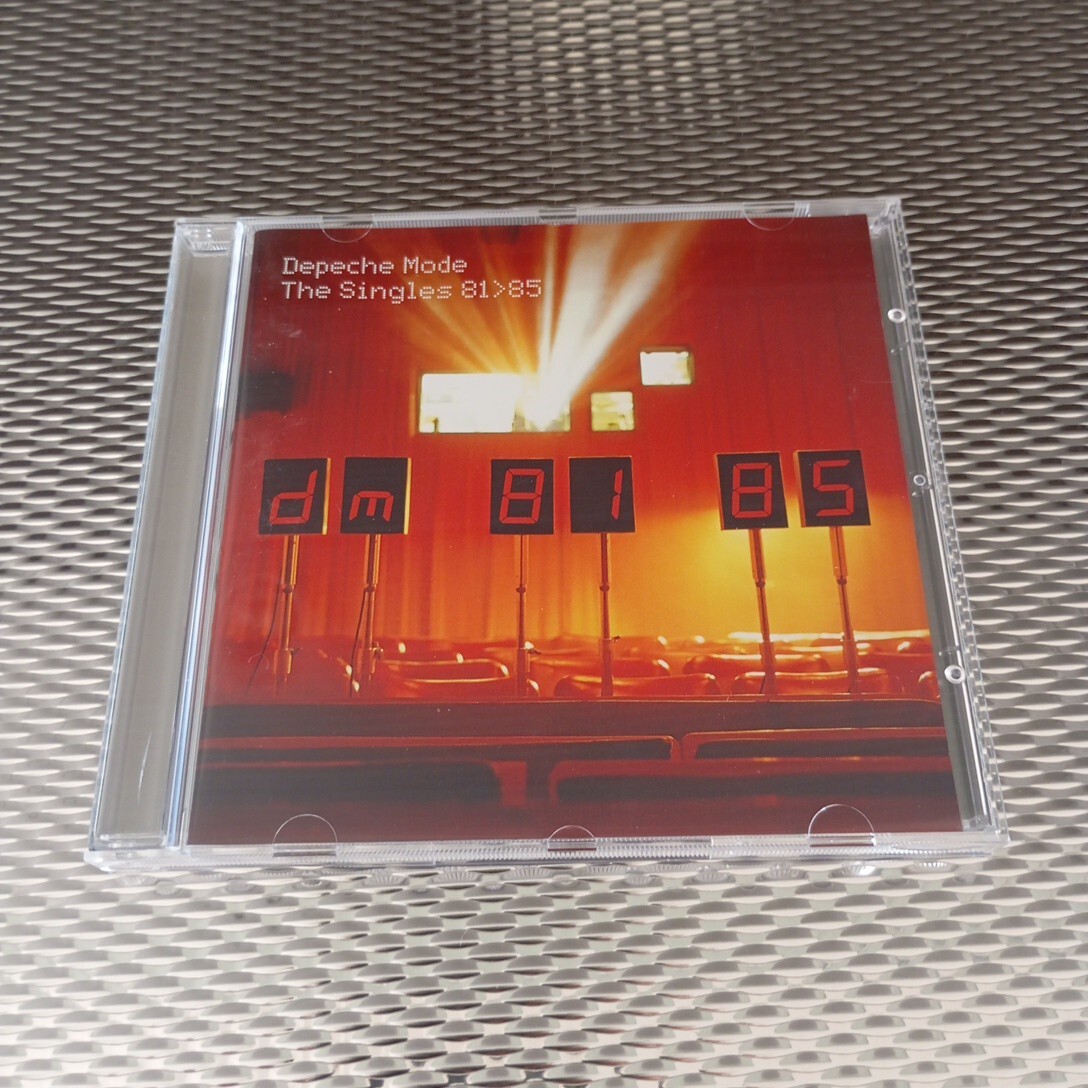 Depeche Mode
The Singles 81>85
dm 81 85